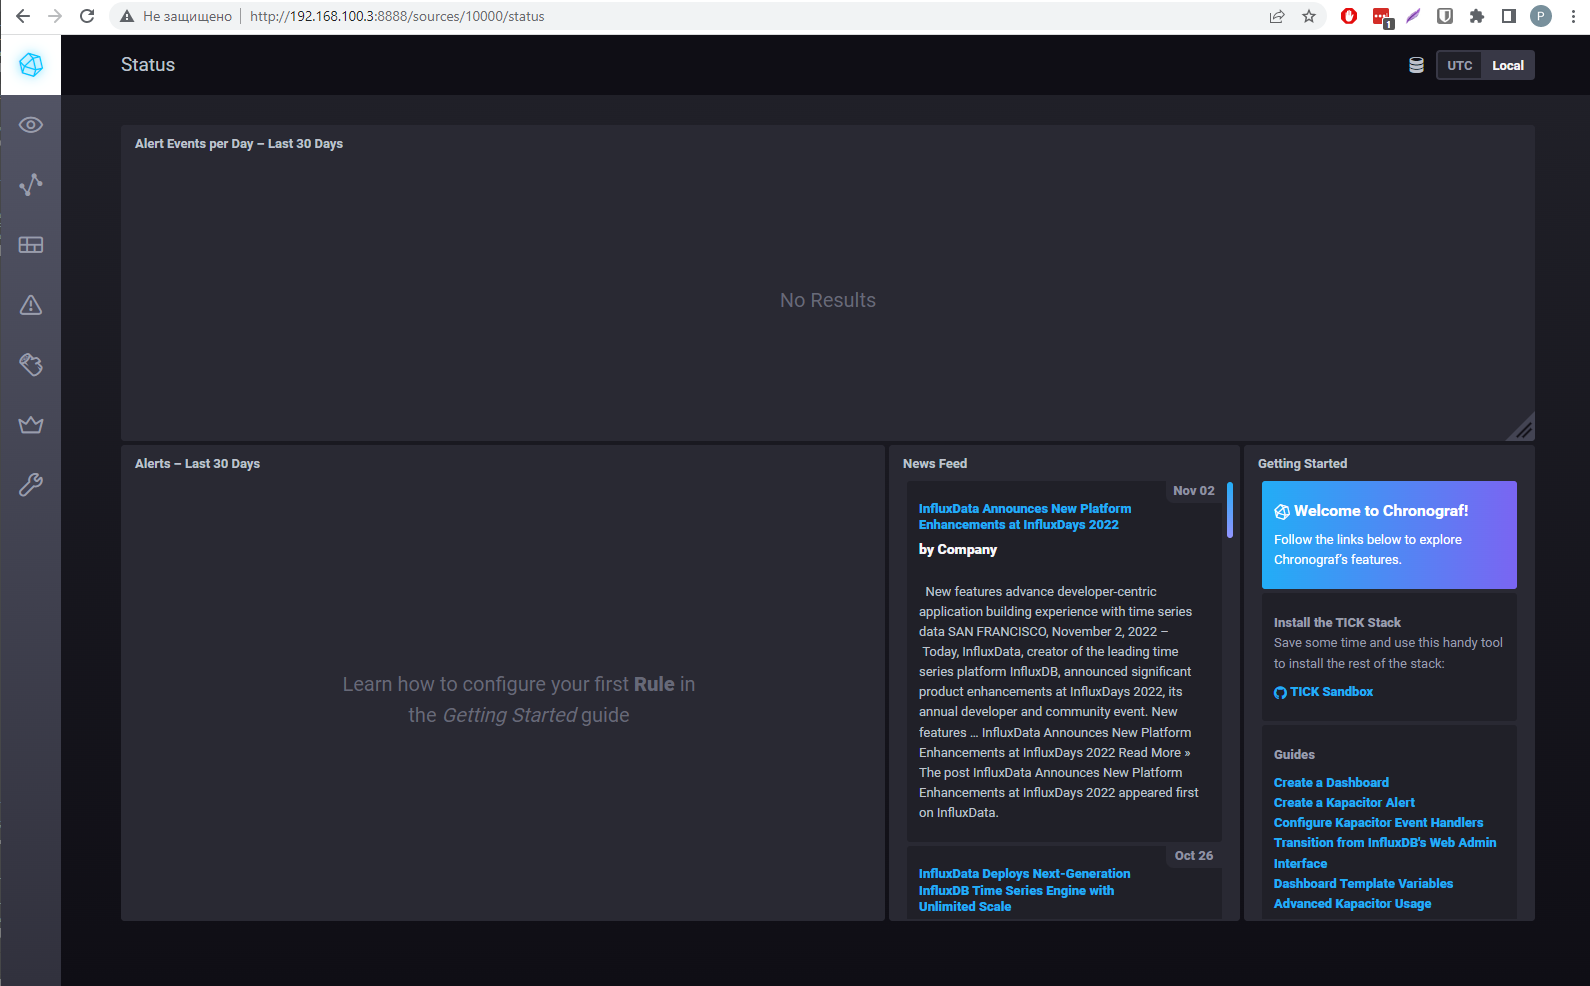 Не защищено
http://192.168.100.3:8888/sources/10000/status
1
P
Status
UTC
Local
Alert Events per Day – Last 30 Days
No Results
Alerts – Last 30 Days
Learn how to configure your first Rule in
the Getting Started guide
News Feed
Nov 02
InfluxData Announces New Platform
Enhancements at InfluxDays 2022
by Company
New features advance developer-centric
application building experience with time series
data SAN FRANCISCO, November 2, 2022 –
Today, InfluxData, creator of the leading time
series platform InfluxDB, announced significant
product enhancements at InfluxDays 2022, its
annual developer and community event. New
features … InfluxData Announces New Platform
Enhancements at InfluxDays 2022 Read More »
The post InfluxData Announces New Platform
Enhancements at InfluxDays 2022 appeared first
on InfluxData.
Oct 26
InfluxData Deploys Next-Generation
InfluxDB Time Series Engine with
Unlimited Scale
Getting Started
Welcome to Chronograf!
Follow the links below to explore
Chronograf's features.
Install the TICK Stack
Save some time and use this handy tool
to install the rest of the stack:
TICK Sandbox
Guides
Create a Dashboard
Create a Kapacitor Alert
Configure Kapacitor Event Handlers
Transition from InfluxDB's Web Admin
Interface
Dashboard Template Variables
Advanced Kapacitor Usage